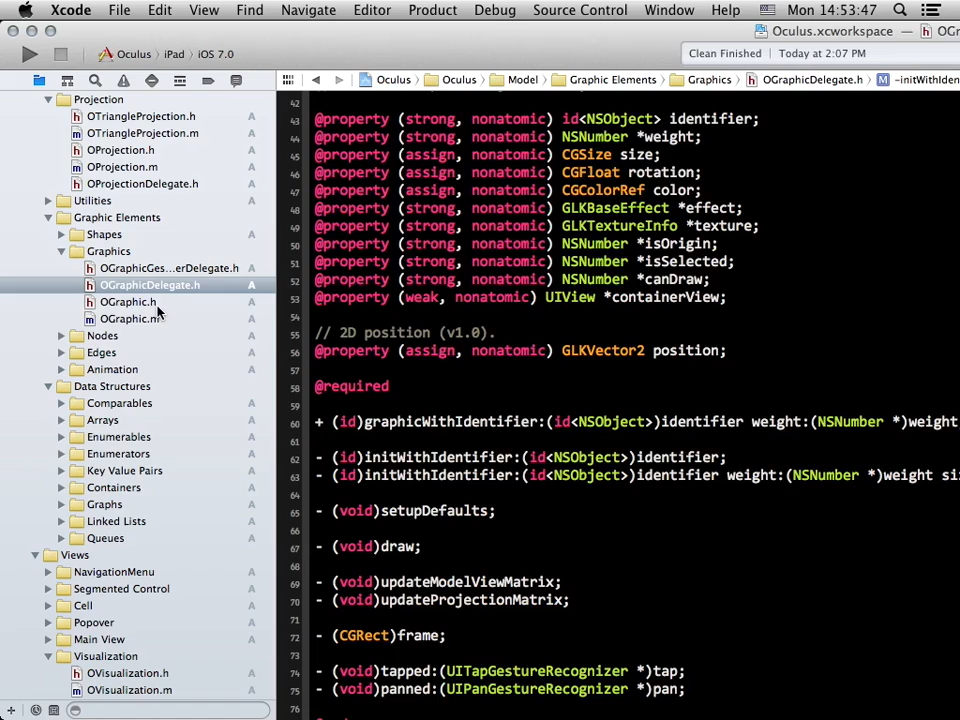 Xcode File Edit View Find Navigate Editor Product Debug Source Control Window Help Mon 14:53:47
Oculus.xcworkspace — OGr
Oculus iPad iOS 7.0
Clean Finished Today at 2:07 PM
Oculus Oculus Model Graphic Elements Graphics OGraphicDelegate.h M -initWithIden
Projection
OTriangleProjection.h A
OTriangleProjection.m A
OProjection.h A
OProjection.m A
OProjectionDelegate.h A
Utilities A
Graphic Elements
Shapes A
Graphics A
OGraphicGes...erDelegate.h A
OGraphicDelegate.h A
OGraphic.h A
OGraphic.m A
Nodes A
Edges A
Animation A
Data Structures A
Comparables A
Arrays A
Enumerables A
Enumerators A
Key Value Pairs A
Containers A
Graphs A
Linked Lists A
Queues A
Views
NavigationMenu A
Segmented Control A
Cell A
Popover A
Main View A
Visualization A
OVisualization.h A
OVisualization.m A
42
43 @property (strong, nonatomic) id<NSObject> identifier;
44 @property (strong, nonatomic) NSNumber *weight;
45 @property (assign, nonatomic) CGSize size;
46 @property (assign, nonatomic) CGFloat rotation;
47 @property (assign, nonatomic) CGColorRef color;
48 @property (strong, nonatomic) GLKBaseEffect *effect;
49 @property (strong, nonatomic) GLKTextureInfo *texture;
50 @property (strong, nonatomic) NSNumber *isOrigin;
51 @property (strong, nonatomic) NSNumber *isSelected;
52 @property (strong, nonatomic) NSNumber *canDraw;
53 @property (weak, nonatomic) UIView *containerView;
54
55 // 2D position (v1.0).
56 @property (assign, nonatomic) GLKVector2 position;
57
58 @required
59
60 + (id)graphicWithIdentifier:(id<NSObject>)identifier weight:(NSNumber *)weight
61
62 - (id)initWithIdentifier:(id<NSObject>)identifier;
63 - (id)initWithIdentifier:(id<NSObject>)identifier weight:(NSNumber *)weight siz
64
65 - (void)setupDefaults;
66
67 - (void)draw;
68
69 - (void)updateModelViewMatrix;
70 - (void)updateProjectionMatrix;
71
72 - (CGRect)frame;
73
74 - (void)tapped:(UITapGestureRecognizer *)tap;
75 - (void)panned:(UIPanGestureRecognizer *)pan;
76